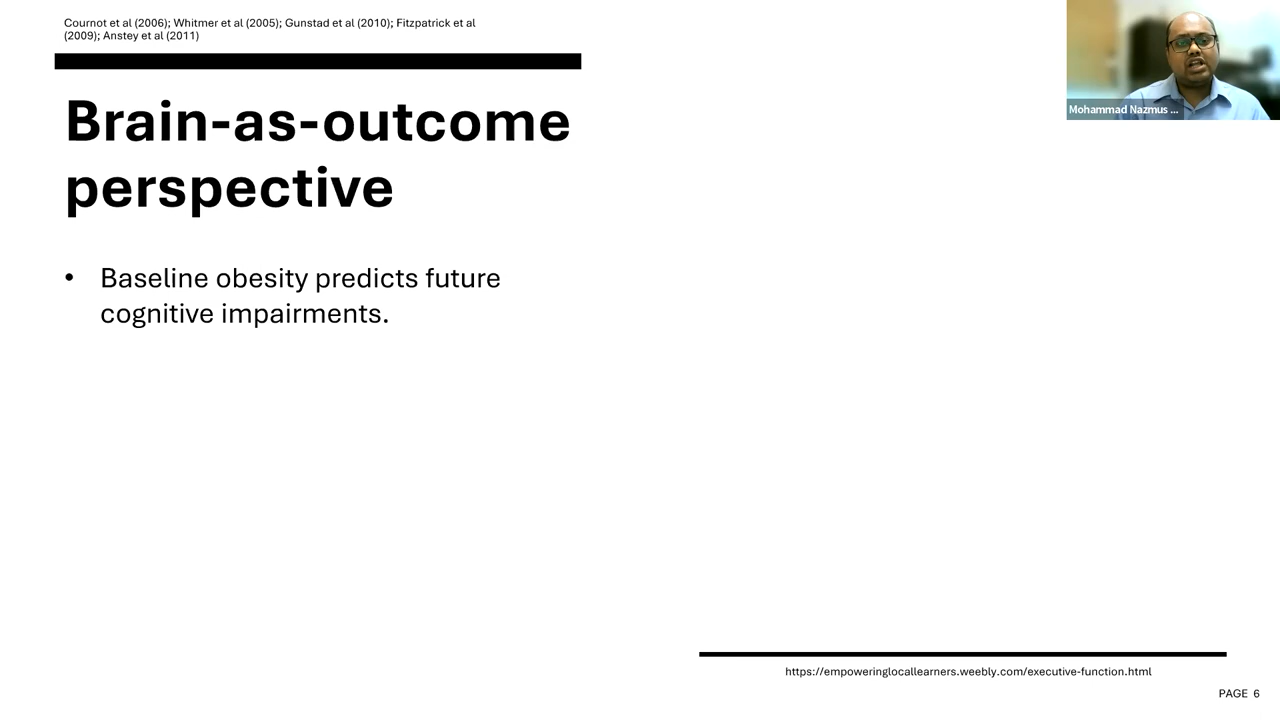 Cournot et al (2006); Whitmer et al (2005); Gunstad et al (2010); Fitzpatrick et al
(2009); Anstey et al (2011)
Mohammad Nazmus ...
Brain-as-outcome
perspective
• Baseline obesity predicts future
cognitive impairments.
https://empoweringlocallearners.weebly.com/executive-function.html
PAGE 6